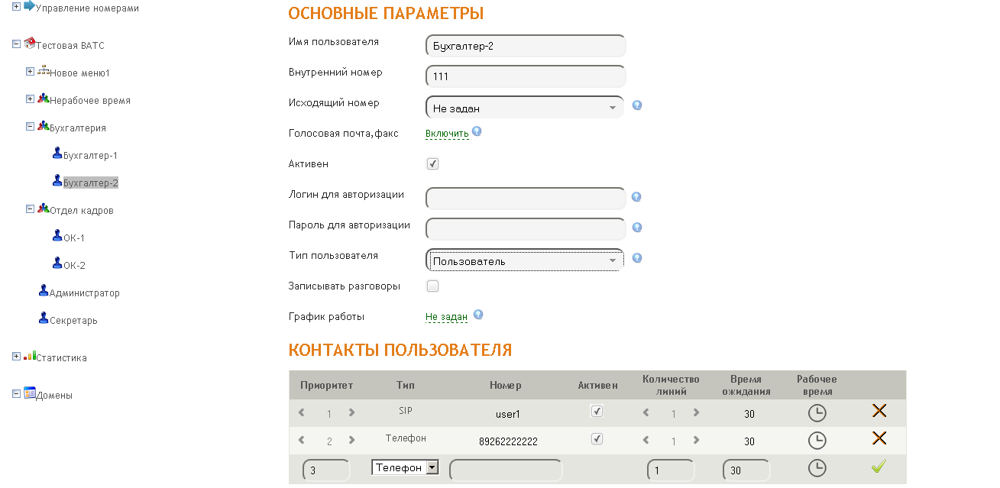 Управление номерами
Тестовая ВАТС
Новое меню1
Нерабочее время
Бухгалтерия
Бухгалтер-1
Бухгалтер-2
Отдел кадров
ОК-1
ОК-2
Администратор
Секретарь
Статистика
Домены
ОСНОВНЫЕ ПАРАМЕТРЫ
Имя пользователя Бухгалтер-2
Внутренний номер 111
Исходящий номер Не задан
Голосовая почта,факс Включить
Активен
Логин для авторизации
Пароль для авторизации
Тип пользователя Пользователь
Записывать разговоры
График работы Не задан
КОНТАКТЫ ПОЛЬЗОВАТЕЛЯ
Приоритет Тип Номер Активен Количество линий Время ожидания Рабочее время
1 SIP user1 1 30
2 Телефон 89262222222 1 30
3 Телефон 1 30